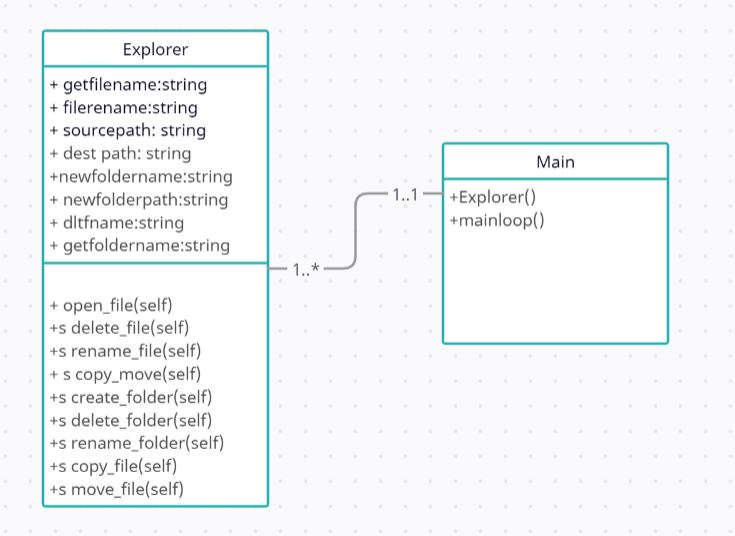 Explorer
+ getfilename:string
+ filerename:string
+ sourcepath: string
+ dest path: string
+newfoldername:string
+ newfolderpath:string
+ dltfname:string
+ getfoldername:string
+ open_file(self)
+s delete_file(self)
+s rename_file(self)
+ s copy_move(self)
+s create_folder(self)
+s delete_folder(self)
+s rename_folder(self)
+s copy_file(self)
+s move_file(self)
1..*
1..1
Main
+Explorer()
+mainloop()